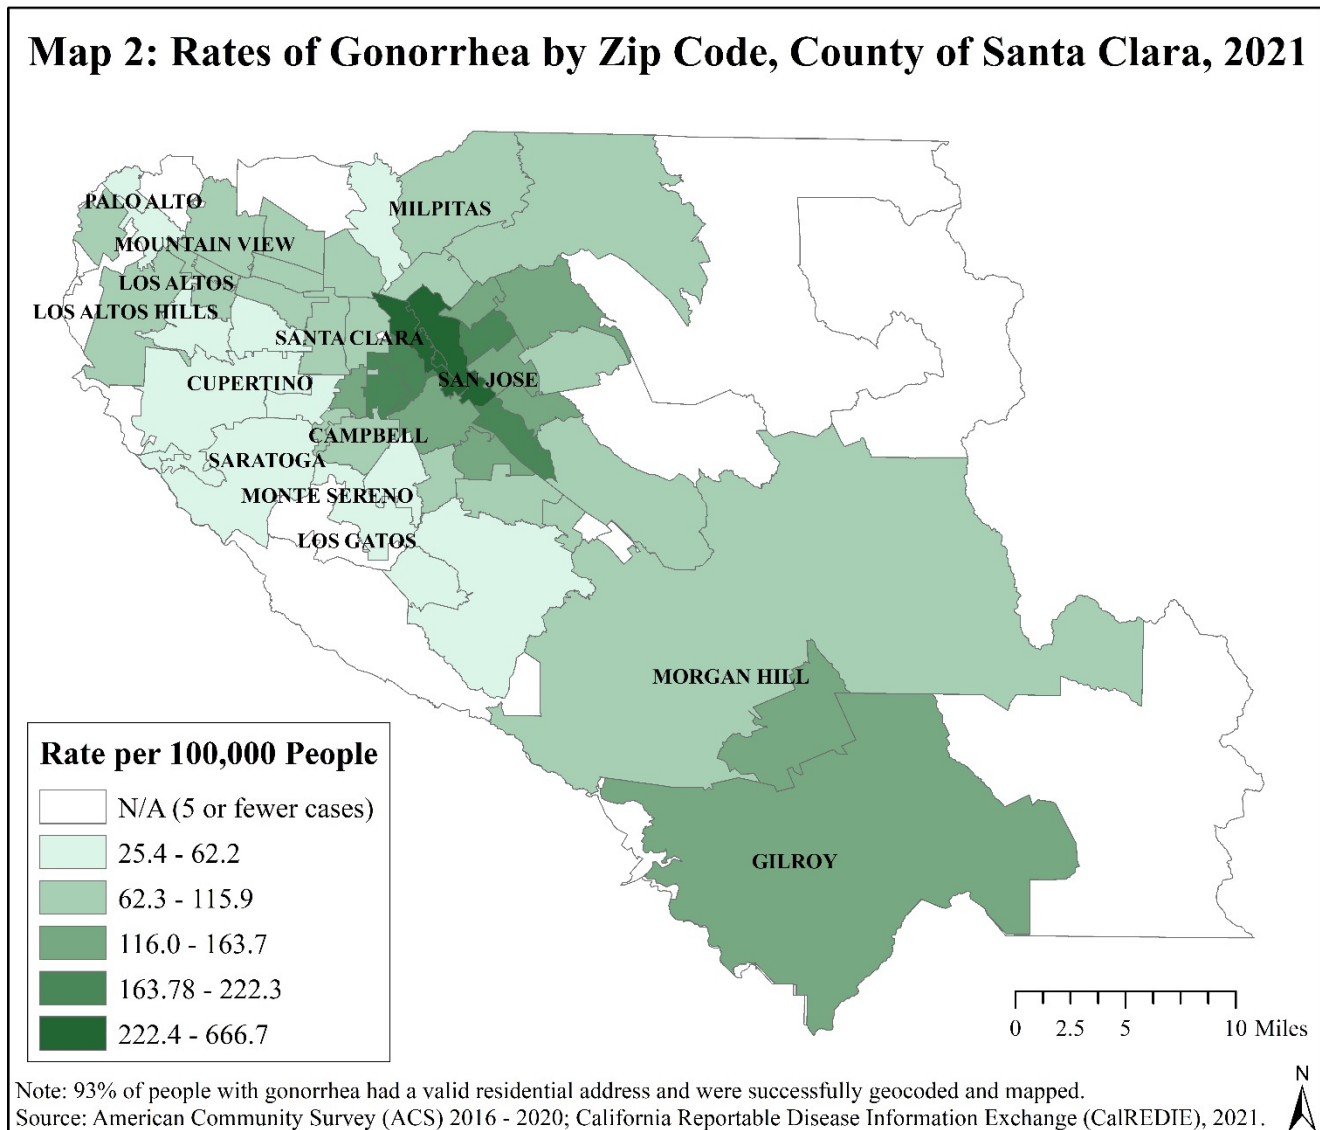 Map 2: Rates of Gonorrhea by Zip Code, County of Santa Clara, 2021
PALO ALTO
MILPITAS
MOUNTAIN VIEW
LOS ALTOS
LOS ALTOS HILLS
SANTA CLARA
CUPERTINO
SAN JOSE
CAMPBELL
SARATOGA
MONTE SERENO
LOS GATOS
MORGAN HILL
GILROY
Rate per 100,000 People
N/A (5 or fewer cases)
25.4 - 62.2
62.3 - 115.9
116.0 - 163.7
163.78 - 222.3
222.4 - 666.7
0 2.5 5 10 Miles
N
Note: 93% of people with gonorrhea had a valid residential address and were successfully geocoded and mapped.
Source: American Community Survey (ACS) 2016 - 2020; California Reportable Disease Information Exchange (CalREDIE), 2021.